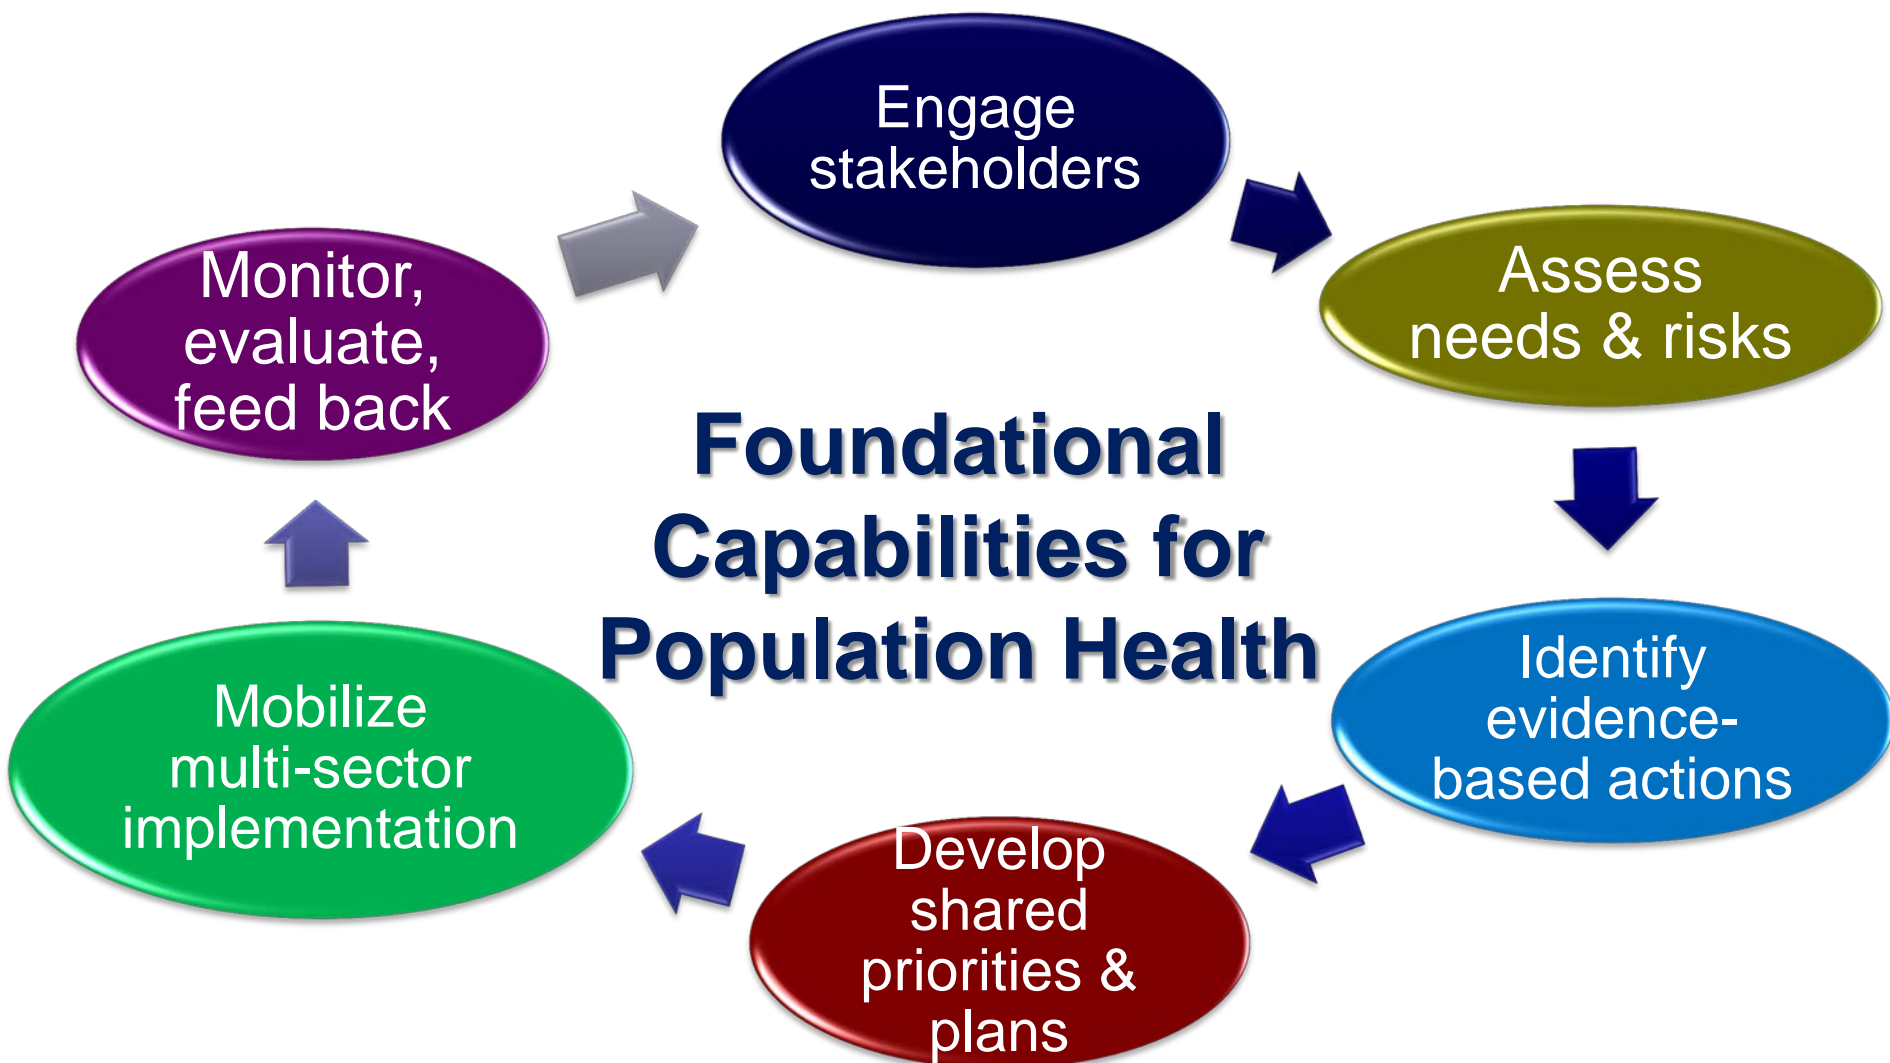 Engage
stakeholders
Assess
needs & risks
Identify
evidence-
based actions
Develop
shared
priorities &
plans
Mobilize
multi-sector
implementation
Monitor,
evaluate,
feed back
Foundational
Capabilities for
Population Health